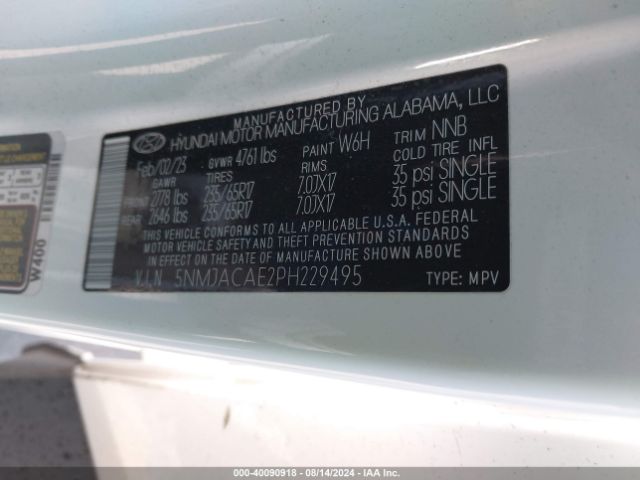 MANUFACTURED BY
HYUNDAI MOTOR MANUFACTURING ALABAMA, LLC
Feb/02/23 GVWR 4761 lbs PAINT W6H TRIM NNB
GAWR TIRES RIMS COLD TIRE INFL
FRONT 2778 lbs 235/65R17 7.0JX17 35 psi SINGLE
REAR 2646 lbs 235/65R17 7.0JX17 35 psi SINGLE
THIS VEHICLE CONFORMS TO ALL APPLICABLE U.S.A. FEDERAL
MOTOR VEHICLE SAFETY AND THEFT PREVENTION STANDARDS
IN EFFECT ON THE DATE OF MANUFACTURE SHOWN ABOVE.
V.I.N 5NMJACAE2PH229495 TYPE: MPV
W400
000-40090918 - 08/14/2024 - IAA Inc.